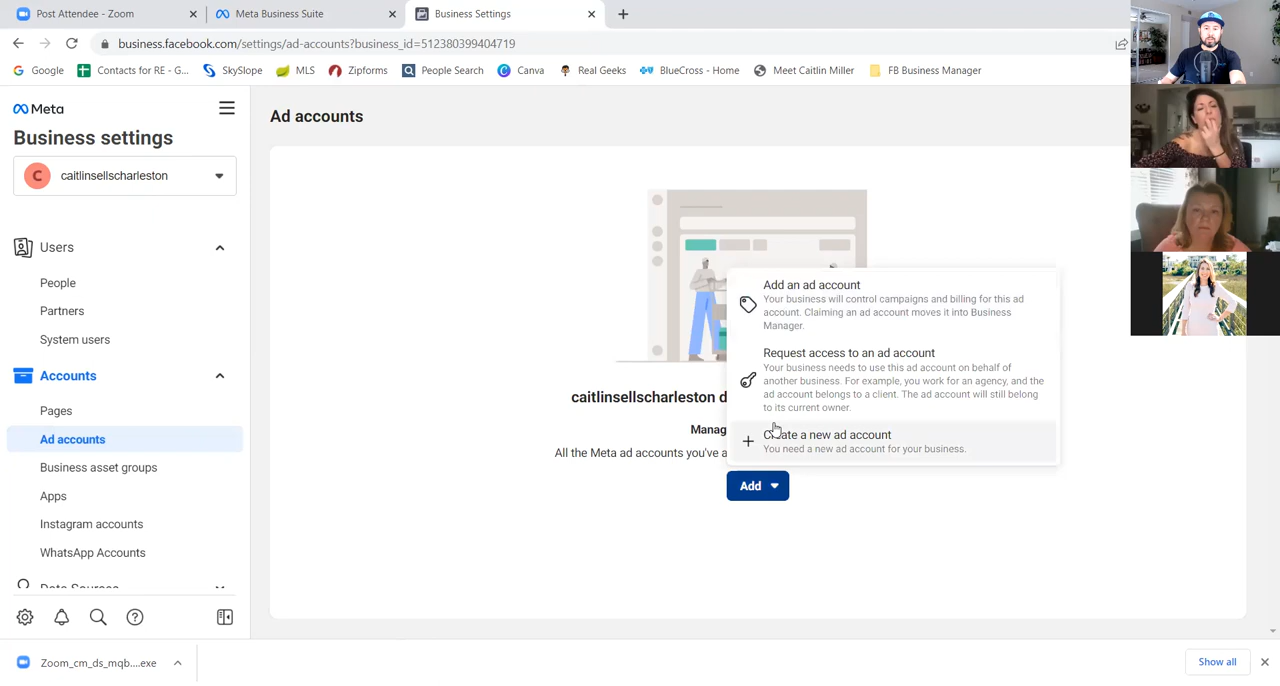 Post Attendee - Zoom
Meta Business Suite
Business Settings
business.facebook.com/settings/ad-accounts?business_id=512380399404719
Google
Contacts for RE - G...
SkySlope
MLS
Zipforms
People Search
Canva
Real Geeks
BlueCross - Home
Meet Caitlin Miller
FB Business Manager
Meta
Business settings
C
caitlinsellscharleston
Users
People
Partners
System users
Accounts
Pages
Ad accounts
Business asset groups
Apps
Instagram accounts
WhatsApp Accounts
Data Sources
Ad accounts
Add an ad account
Your business will control campaigns and billing for this ad
account. Claiming an ad account moves it into Business
Manager.
Request access to an ad account
Your business needs to use this ad account on behalf of
another business. For example, you work for an agency, and the
ad account belongs to a client. The ad account will still belong
to its current owner.
Create a new ad account
You need a new ad account for your business.
caitlinsellscharleston d
Manag
All the Meta ad accounts you've a
Add
Zoom_cm_ds_mqb....exe
Show all